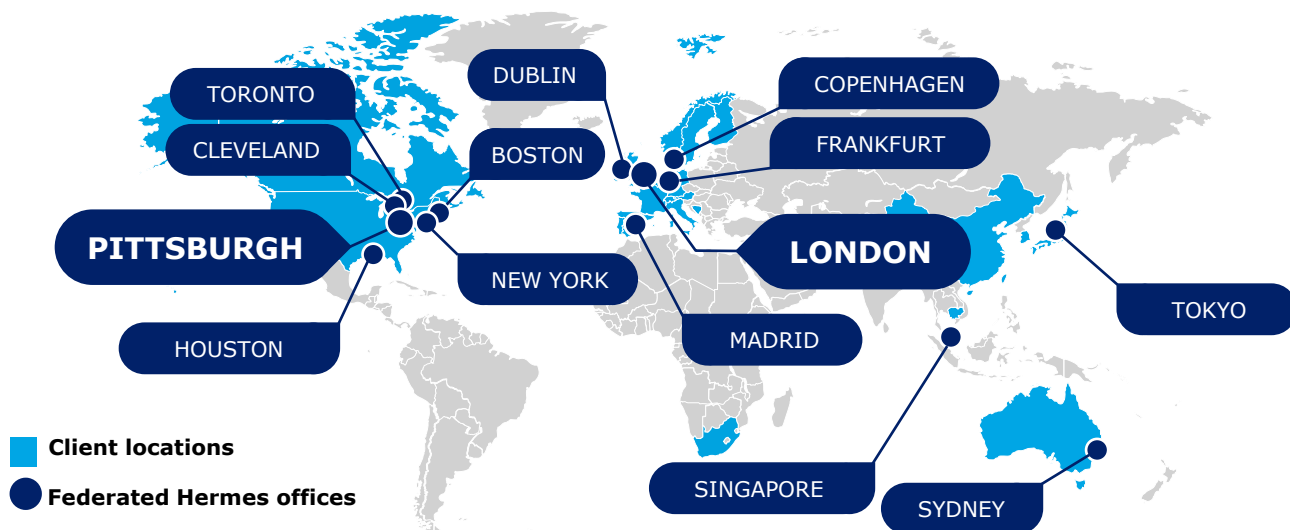 DUBLIN
COPENHAGEN
TORONTO
CLEVELAND
BOSTON
FRANKFURT
PITTSBURGH
LONDON
NEW YORK
TOKYO
HOUSTON
MADRID
Client locations
SINGAPORE
Federated Hermes offices
SYDNEY